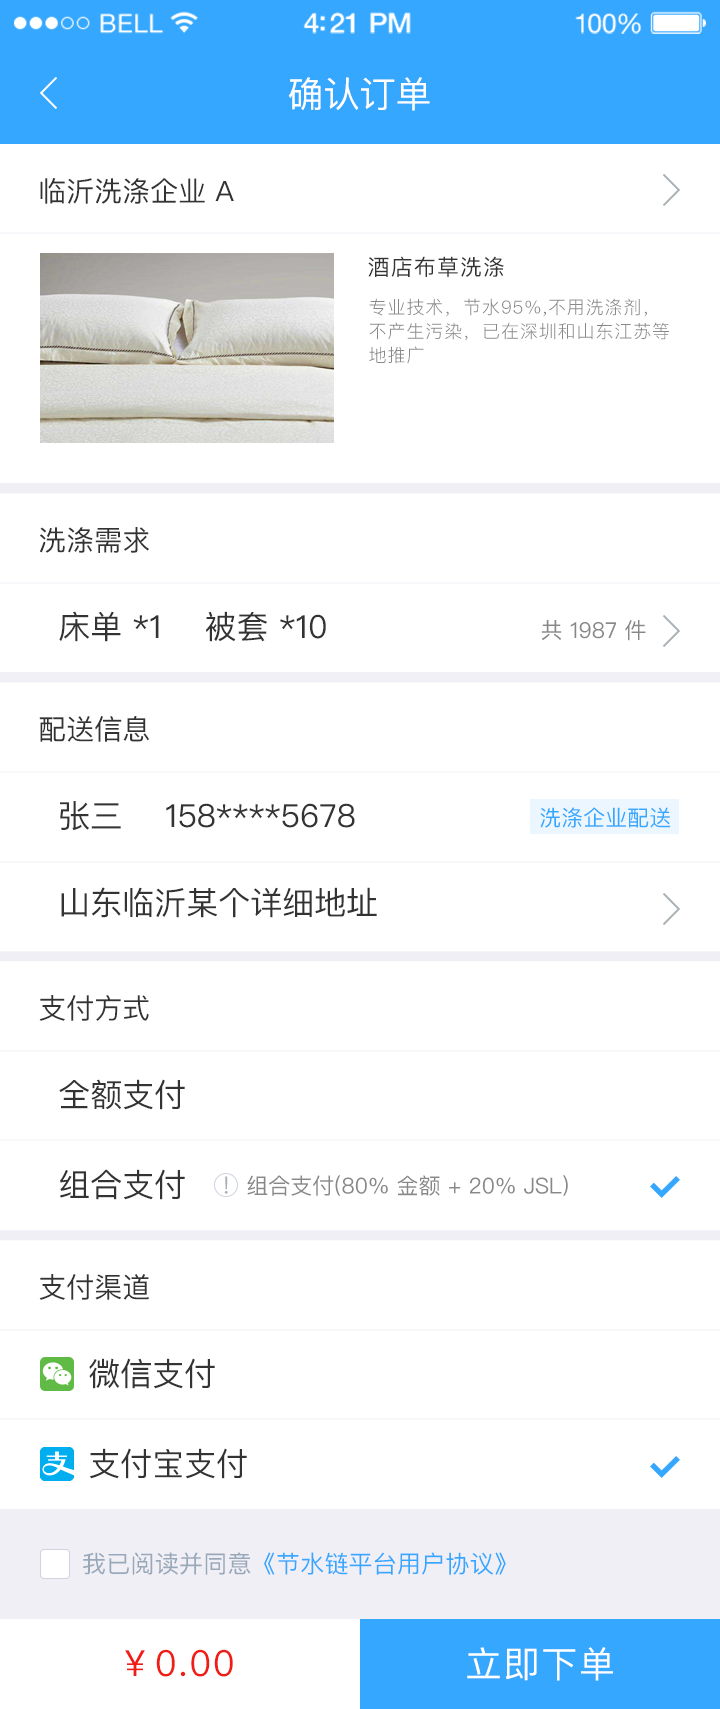 BELL 4:21 PM 100%
确认订单
临沂洗涤企业 A
酒店布草洗涤
专业技术，节水95%,不用洗涤剂，
不产生污染，已在深圳和山东江苏等
地推广
洗涤需求
床单 *1 被套 *10 共 1987 件
配送信息
张三 158****5678 洗涤企业配送
山东临沂某个详细地址
支付方式
全额支付
组合支付 组合支付(80% 金额 + 20% JSL)
支付渠道
微信支付
支 支付宝支付
我已阅读并同意《节水链平台用户协议》
¥ 0.00 立即下单